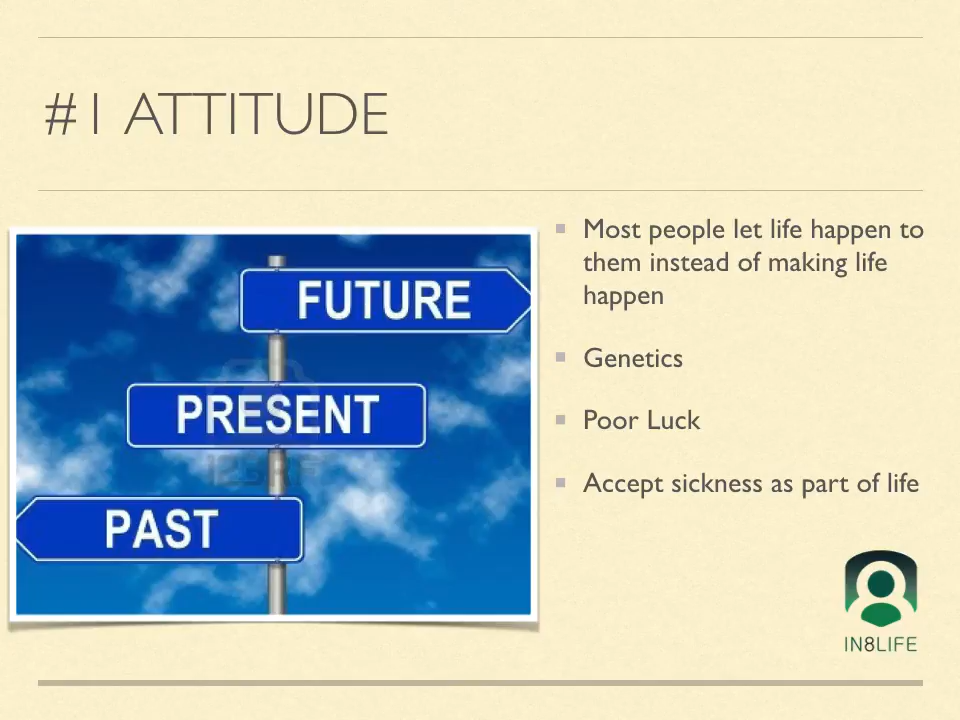 #1 ATTITUDE
FUTURE
PRESENT
PAST
Most people let life happen to
them instead of making life
happen
Genetics
Poor Luck
Accept sickness as part of life
IN8LIFE